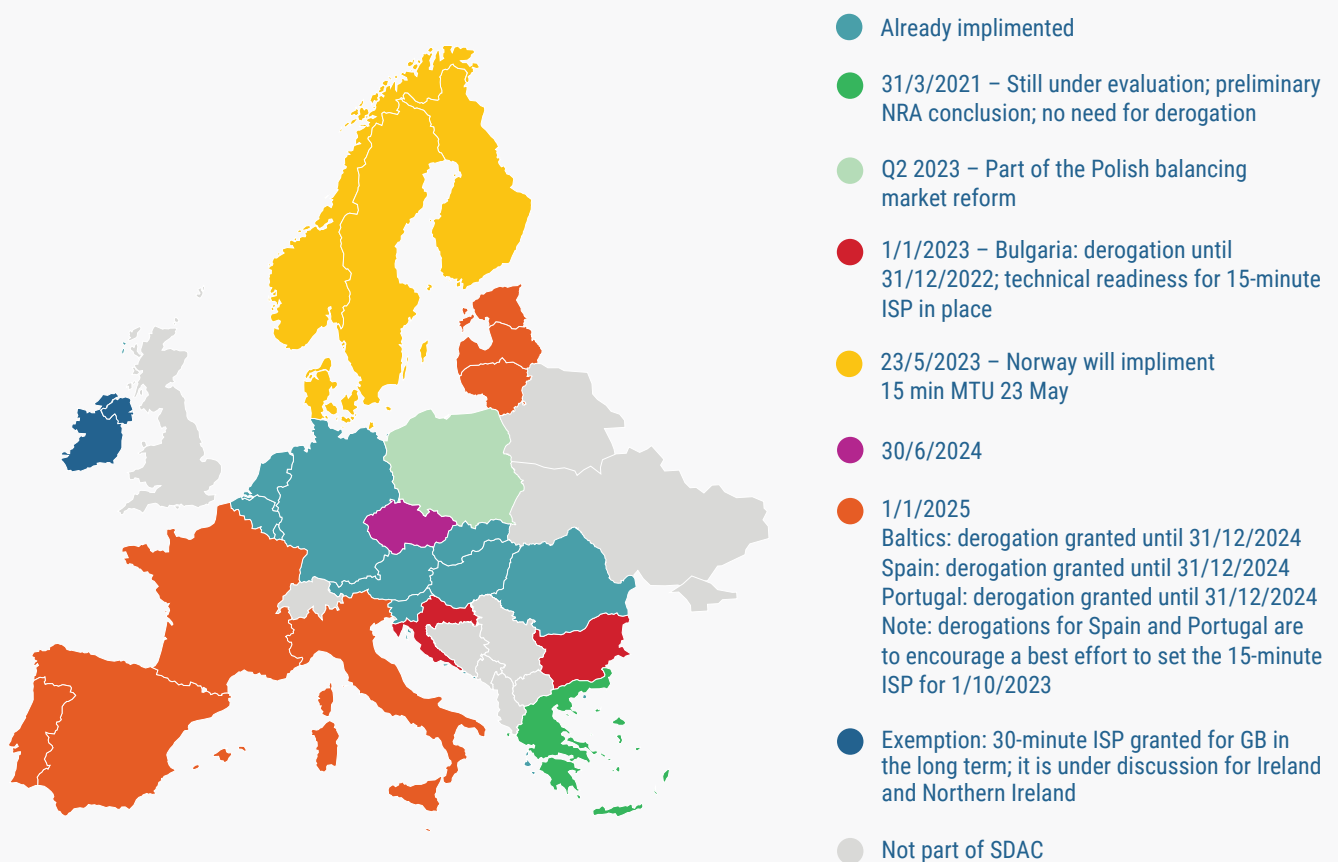 Already implimented
31/3/2021 – Still under evaluation; preliminary
NRA conclusion; no need for derogation
Q2 2023 – Part of the Polish balancing
market reform
1/1/2023 – Bulgaria: derogation until
31/12/2022; technical readiness for 15-minute
ISP in place
23/5/2023 – Norway will impliment
15 min MTU 23 May
30/6/2024
1/1/2025
Baltics: derogation granted until 31/12/2024
Spain: derogation granted until 31/12/2024
Portugal: derogation granted until 31/12/2024
Note: derogations for Spain and Portugal are
to encourage a best effort to set the 15-minute
ISP for 1/10/2023
Exemption: 30-minute ISP granted for GB in
the long term; it is under discussion for Ireland
and Northern Ireland
Not part of SDAC